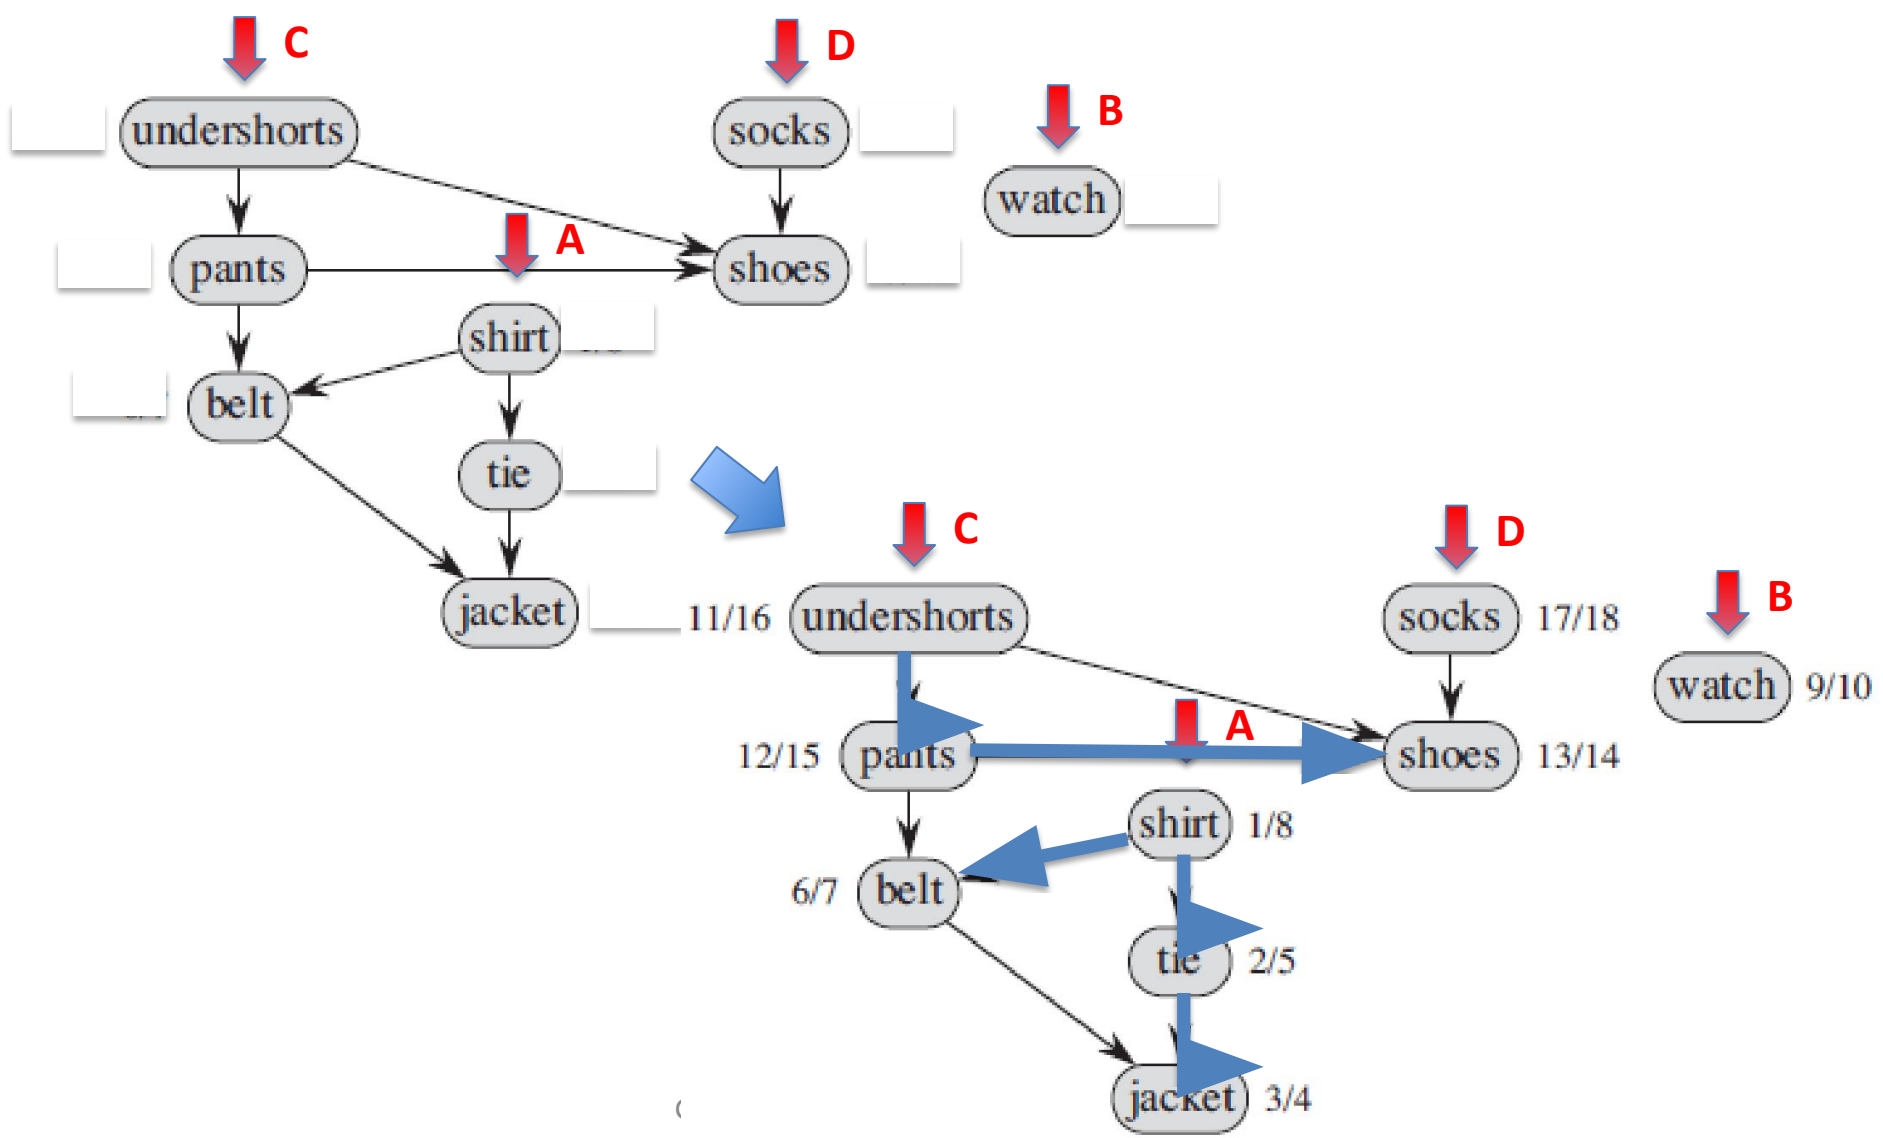 C
D
B
undershorts
socks
watch
A
pants
shoes
shirt
belt
tie
jacket
C
D
B
11/16 undershorts
socks 17/18
watch 9/10
A
12/15 pants
shoes 13/14
shirt 1/8
6/7 belt
tie 2/5
jacket 3/4